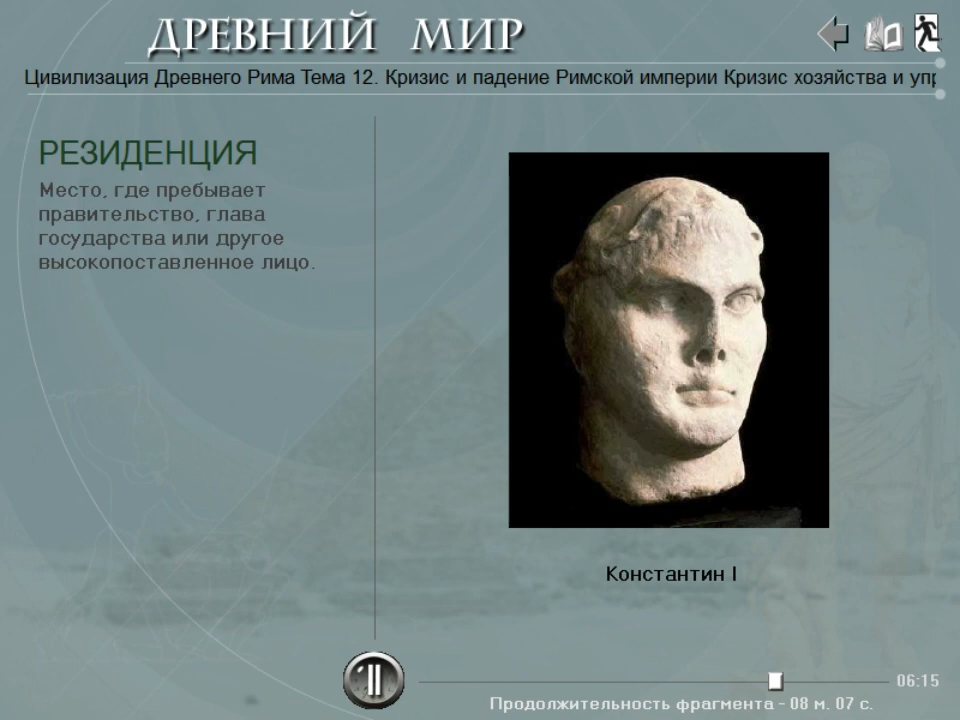 ДРЕВНИЙ МИР
Цивилизация Древнего Рима Тема 12. Кризис и падение Римской империи Кризис хозяйства и упр
РЕЗИДЕНЦИЯ
Место, где пребывает
правительство, глава
государства или другое
высокопоставленное лицо.
Константин I
06:15
Продолжительность фрагмента - 08 м. 07 с.